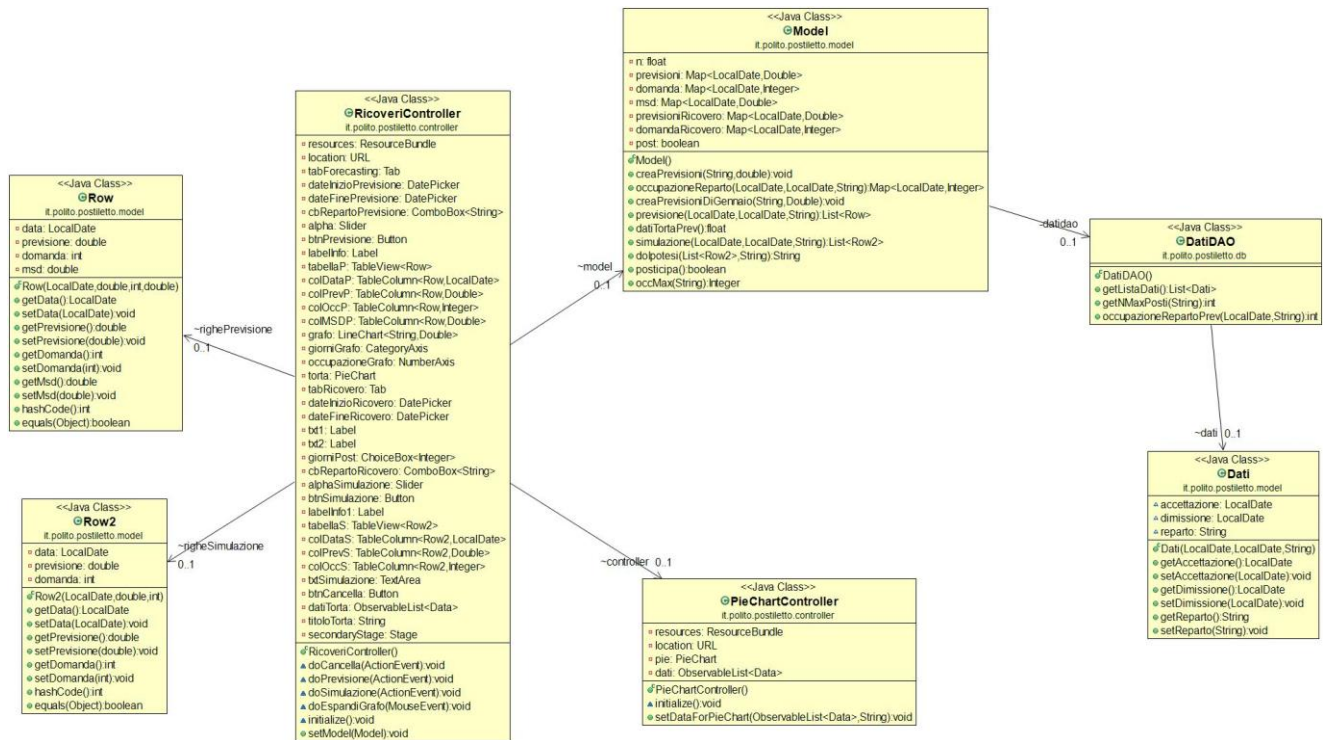 <<Java Class>>
Row
it.polito.postiletto.model
data: LocalDate
previsione: double
domanda: int
msd: double
Row(LocalDate,double,int,double)
getData():LocalDate
setData(LocalDate):void
getPrevisione():double
setPrevisione(double):void
getDomanda():int
setDomanda(int):void
getMsd():double
setMsd(double):void
hashCode():int
equals(Object):boolean
<<Java Class>>
Row2
it.polito.postiletto.model
data: LocalDate
previsione: double
domanda: int
Row2(LocalDate,double,int)
getData():LocalDate
setData(LocalDate):void
getPrevisione():double
setPrevisione(double):void
getDomanda():int
setDomanda(int):void
hashCode():int
equals(Object):boolean
~righePrevisione
0..1
~righeSimulazione
0..1
<<Java Class>>
RicoveriController
it.polito.postiletto.controller
resources: ResourceBundle
location: URL
tabForecasting: Tab
dateInizioPrevisione: DatePicker
dateFinePrevisione: DatePicker
cbRepartoPrevisione: ComboBox<String>
alpha: Slider
btnPrevisione: Button
labelInfo: Label
tabellaP: TableView<Row>
colDataP: TableColumn<Row,LocalDate>
colPrevP: TableColumn<Row,Double>
colOccP: TableColumn<Row,Integer>
colMSDP: TableColumn<Row,Double>
grafo: LineChart<String,Double>
giorniGrafo: CategoryAxis
occupazioneGrafo: NumberAxis
torta: PieChart
tabRicovero: Tab
dateInizioRicovero: DatePicker
dateFineRicovero: DatePicker
txt1: Label
txt2: Label
giorniPost: ChoiceBox<Integer>
cbRepartoRicovero: ComboBox<String>
alphaSimulazione: Slider
btnSimulazione: Button
labelInfo1: Label
tabellaS: TableView<Row2>
colDataS: TableColumn<Row2,LocalDate>
colPrevS: TableColumn<Row2,Double>
colOccS: TableColumn<Row2,Integer>
txtSimulazione: TextArea
btnCancella: Button
datiTorta: ObservableList<Data>
titoloTorta: String
secondaryStage: Stage
RicoveriController()
doCancella(ActionEvent):void
doPrevisione(ActionEvent):void
doSimulazione(ActionEvent):void
doEspandiGrafo(MouseEvent):void
initialize():void
setModel(Model):void
~model
0..1
~controller 0..1
<<Java Class>>
Model
it.polito.postiletto.model
n: float
previsioni: Map<LocalDate,Double>
domanda: Map<LocalDate,Integer>
msd: Map<LocalDate,Double>
previsioniRicovero: Map<LocalDate,Double>
domandaRicovero: Map<LocalDate,Integer>
post: boolean
Model()
creaPrevisioni(String,double):void
occupazioneReparto(LocalDate,LocalDate,String):Map<LocalDate,Integer>
creaPrevisioniDiGennaio(String,Double):void
previsione(LocalDate,LocalDate,String):List<Row>
datiTortaPrev():float
simulazione(LocalDate,LocalDate,String):List<Row2>
doIpotesi(List<Row2>,String):String
posticipa():boolean
occMax(String):Integer
<<Java Class>>
PieChartController
it.polito.postiletto.controller
resources: ResourceBundle
location: URL
pie: PieChart
dati: ObservableList<Data>
PieChartController()
initialize():void
setDataForPieChart(ObservableList<Data>,String):void
-datidao
0..1
<<Java Class>>
DatiDAO
it.polito.postiletto.db
DatiDAO()
getListaDati():List<Dati>
getNMaxPosti(String):int
occupazioneRepartoPrev(LocalDate,String):int
~dati 0..1
<<Java Class>>
Dati
it.polito.postiletto.model
accettazione: LocalDate
dimissione: LocalDate
reparto: String
Dati(LocalDate,LocalDate,String)
getAccettazione():LocalDate
setAccettazione(LocalDate):void
getDimissione():LocalDate
setDimissione(LocalDate):void
getReparto():String
setReparto(String):void